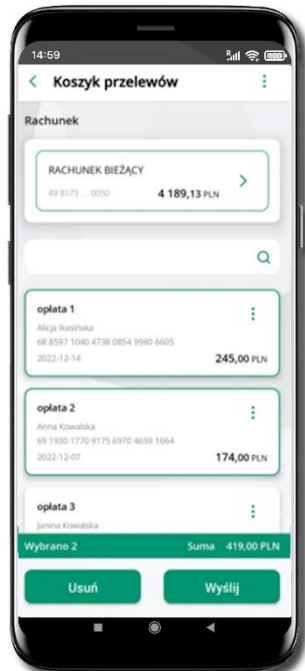 14:59
Koszyk przelewów
Rachunek
RACHUNEK BIEŻĄCY
49 8173 ... 0050 4 189,13 PLN
opłata 1
Alicja Ikasińska
68 8597 1040 4738 0854 9980 6605
2022-12-14 245,00 PLN
opłata 2
Anna Kowalska
69 1930 1770 9175 6970 4659 1664
2022-12-07 174,00 PLN
opłata 3
Janina Kowalska
Wybrano 2 Suma 419,00 PLN
Usuń Wyślij